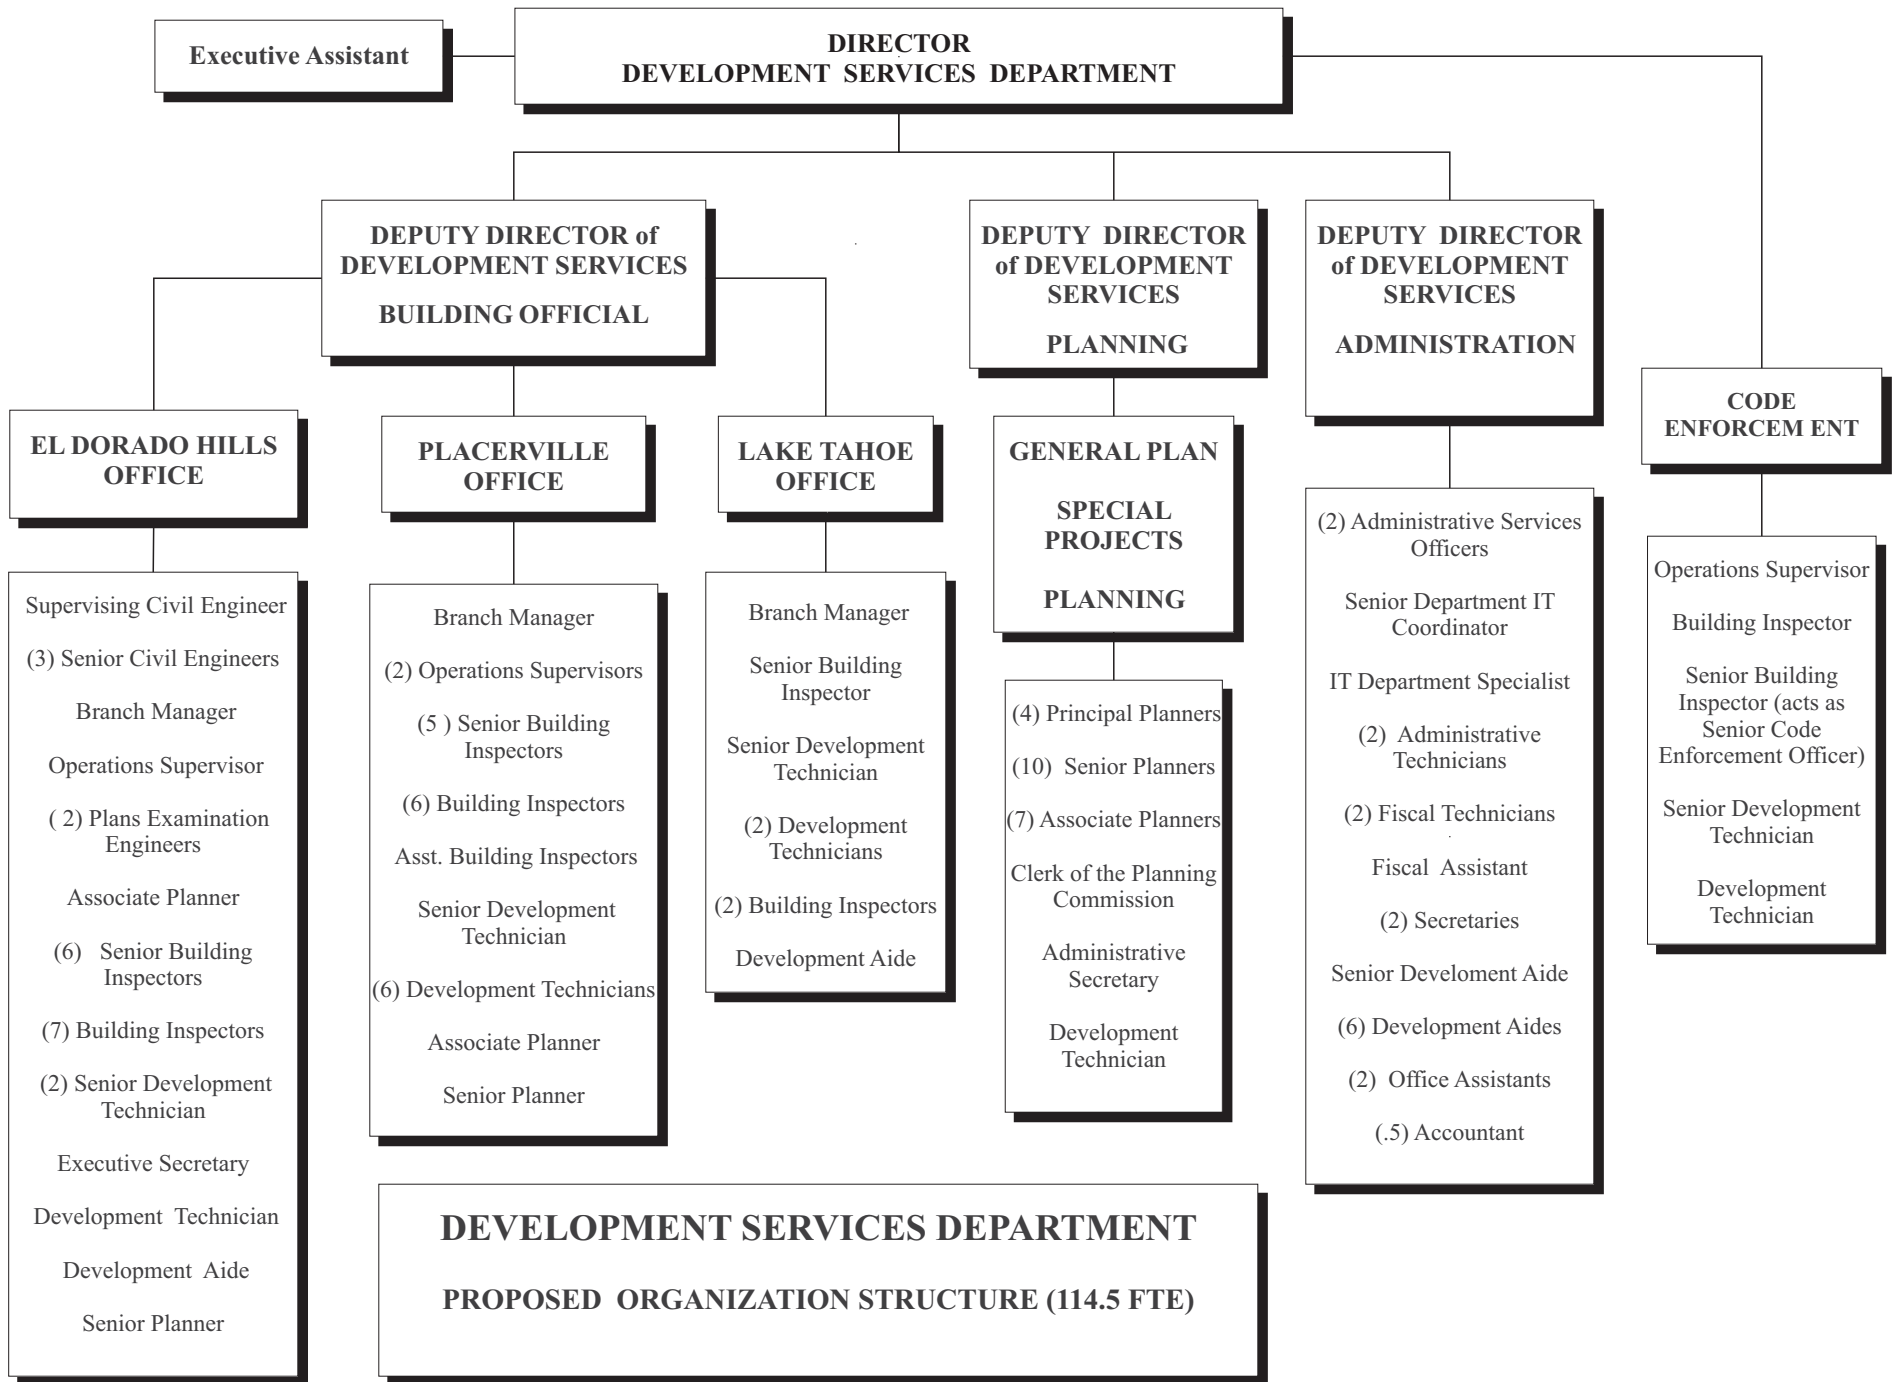 Executive Assistant
DIRECTOR
DEVELOPMENT SERVICES DEPARTMENT
DEPUTY DIRECTOR of
DEVELOPMENT SERVICES
BUILDING OFFICIAL
DEPUTY DIRECTOR
of DEVELOPMENT
SERVICES
PLANNING
DEPUTY DIRECTOR
of DEVELOPMENT
SERVICES
ADMINISTRATION
CODE
ENFORCEM ENT
EL DORADO HILLS
OFFICE
PLACERVILLE
OFFICE
LAKE TAHOE
OFFICE
GENERAL PLAN
SPECIAL
PROJECTS
PLANNING
Supervising Civil Engineer
(3) Senior Civil Engineers
Branch Manager
Operations Supervisor
( 2) Plans Examination
Engineers
Associate Planner
(6) Senior Building
Inspectors
(7) Building Inspectors
(2) Senior Development
Technician
Executive Secretary
Development Technician
Development Aide
Senior Planner
Branch Manager
(2) Operations Supervisors
(5 ) Senior Building
Inspectors
(6) Building Inspectors
Asst. Building Inspectors
Senior Development
Technician
(6) Development Technicians
Associate Planner
Senior Planner
Branch Manager
Senior Building
Inspector
Senior Development
Technician
(2) Development
Technicians
(2) Building Inspectors
Development Aide
(4) Principal Planners
(10) Senior Planners
(7) Associate Planners
Clerk of the Planning
Commission
Administrative
Secretary
Development
Technician
(2) Administrative Services
Officers
Senior Department IT
Coordinator
IT Department Specialist
(2) Administrative
Technicians
(2) Fiscal Technicians
Fiscal Assistant
(2) Secretaries
Senior Develoment Aide
(6) Development Aides
(2) Office Assistants
(.5) Accountant
Operations Supervisor
Building Inspector
Senior Building
Inspector (acts as
Senior Code
Enforcement Officer)
Senior Development
Technician
Development
Technician
DEVELOPMENT SERVICES DEPARTMENT
PROPOSED ORGANIZATION STRUCTURE (114.5 FTE)